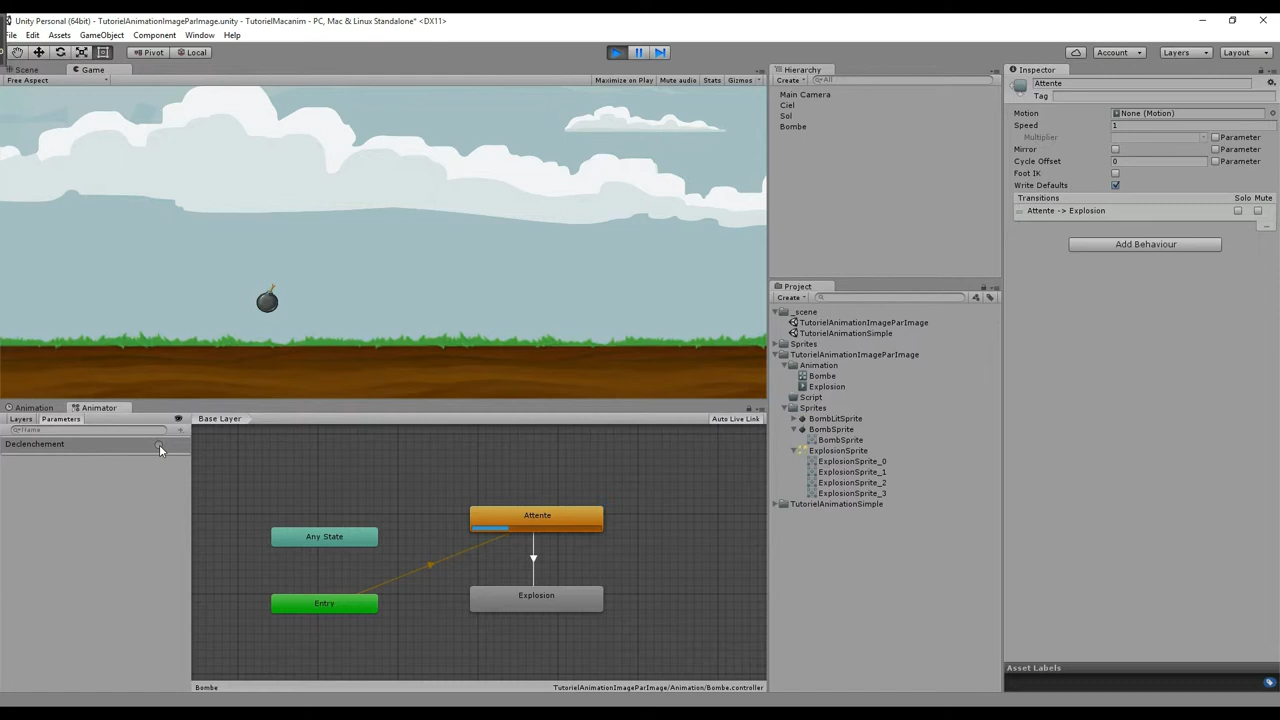 Unity Personal (64bit) - TutorielAnimationImageParImage.unity - TutorielMacanim - PC, Mac & Linux Standalone* <DX11>
File Edit Assets GameObject Component Window Help
Pivot Local Account Layers Layout
Scene Game
Free Aspect Maximize on Play Mute audio Stats Gizmos
Hierarchy
Create All
Main Camera
Ciel
Sol
Bombe
Project
Create
_scene
TutorielAnimationImageParImage
TutorielAnimationSimple
Sprites
TutorielAnimationImageParImage
Animation
Bombe
Explosion
Script
Sprites
BombLitSprite
BombSprite
BombSprite
ExplosionSprite
ExplosionSprite_0
ExplosionSprite_1
ExplosionSprite_2
ExplosionSprite_3
TutorielAnimationSimple
Inspector
Attente
Tag
Motion None (Motion)
Speed 1
Multiplier Parameter
Mirror Parameter
Cycle Offset 0 Parameter
Foot IK
Write Defaults
Transitions Solo Mute
Attente -> Explosion
Add Behaviour
Asset Labels
Animation Animator
Layers Parameters Base Layer Auto Live Link
Name
Declenchement
Attente
Any State
Explosion
Entry
Bombe TutorielAnimationImageParImage/Animation/Bombe.controller